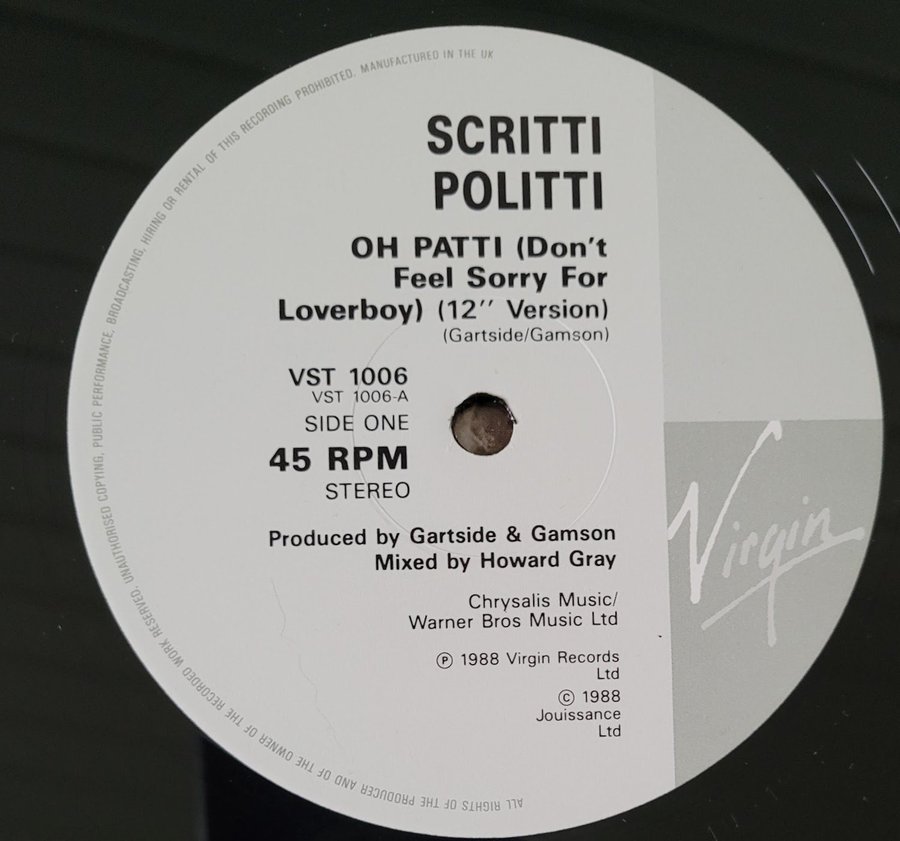 SCRITTI
POLITTI
OH PATTI (Don't
Feel Sorry For
Loverboy) (12'' Version)
(Gartside/Gamson)
VST 1006
VST 1006-A
SIDE ONE
45 RPM
STEREO
Produced by Gartside & Gamson
Mixed by Howard Gray
Chrysalis Music/
Warner Bros Music Ltd
Ⓟ 1988 Virgin Records
Ltd
© 1988
Jouissance
Ltd
Virgin
ALL RIGHTS OF THE PRODUCER AND OF THE OWNER OF THE RECORDED WORK RESERVED. UNAUTHORISED COPYING, PUBLIC PERFORMANCE, BROADCASTING, HIRING OR RENTAL OF THIS RECORDING PROHIBITED. MANUFACTURED IN THE UK